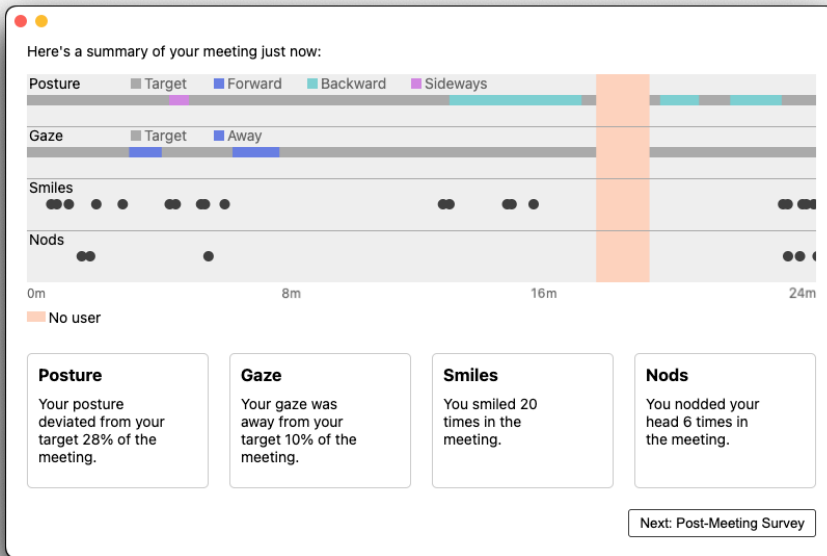 Here's a summary of your meeting just now:
Posture Target Forward Backward Sideways
Gaze Target Away
Smiles
Nods
0m 8m 16m 24m
No user
Posture
Your posture
deviated from your
target 28% of the
meeting.
Gaze
Your gaze was
away from your
target 10% of the
meeting.
Smiles
You smiled 20
times in the
meeting.
Nods
You nodded your
head 6 times in
the meeting.
Next: Post-Meeting Survey